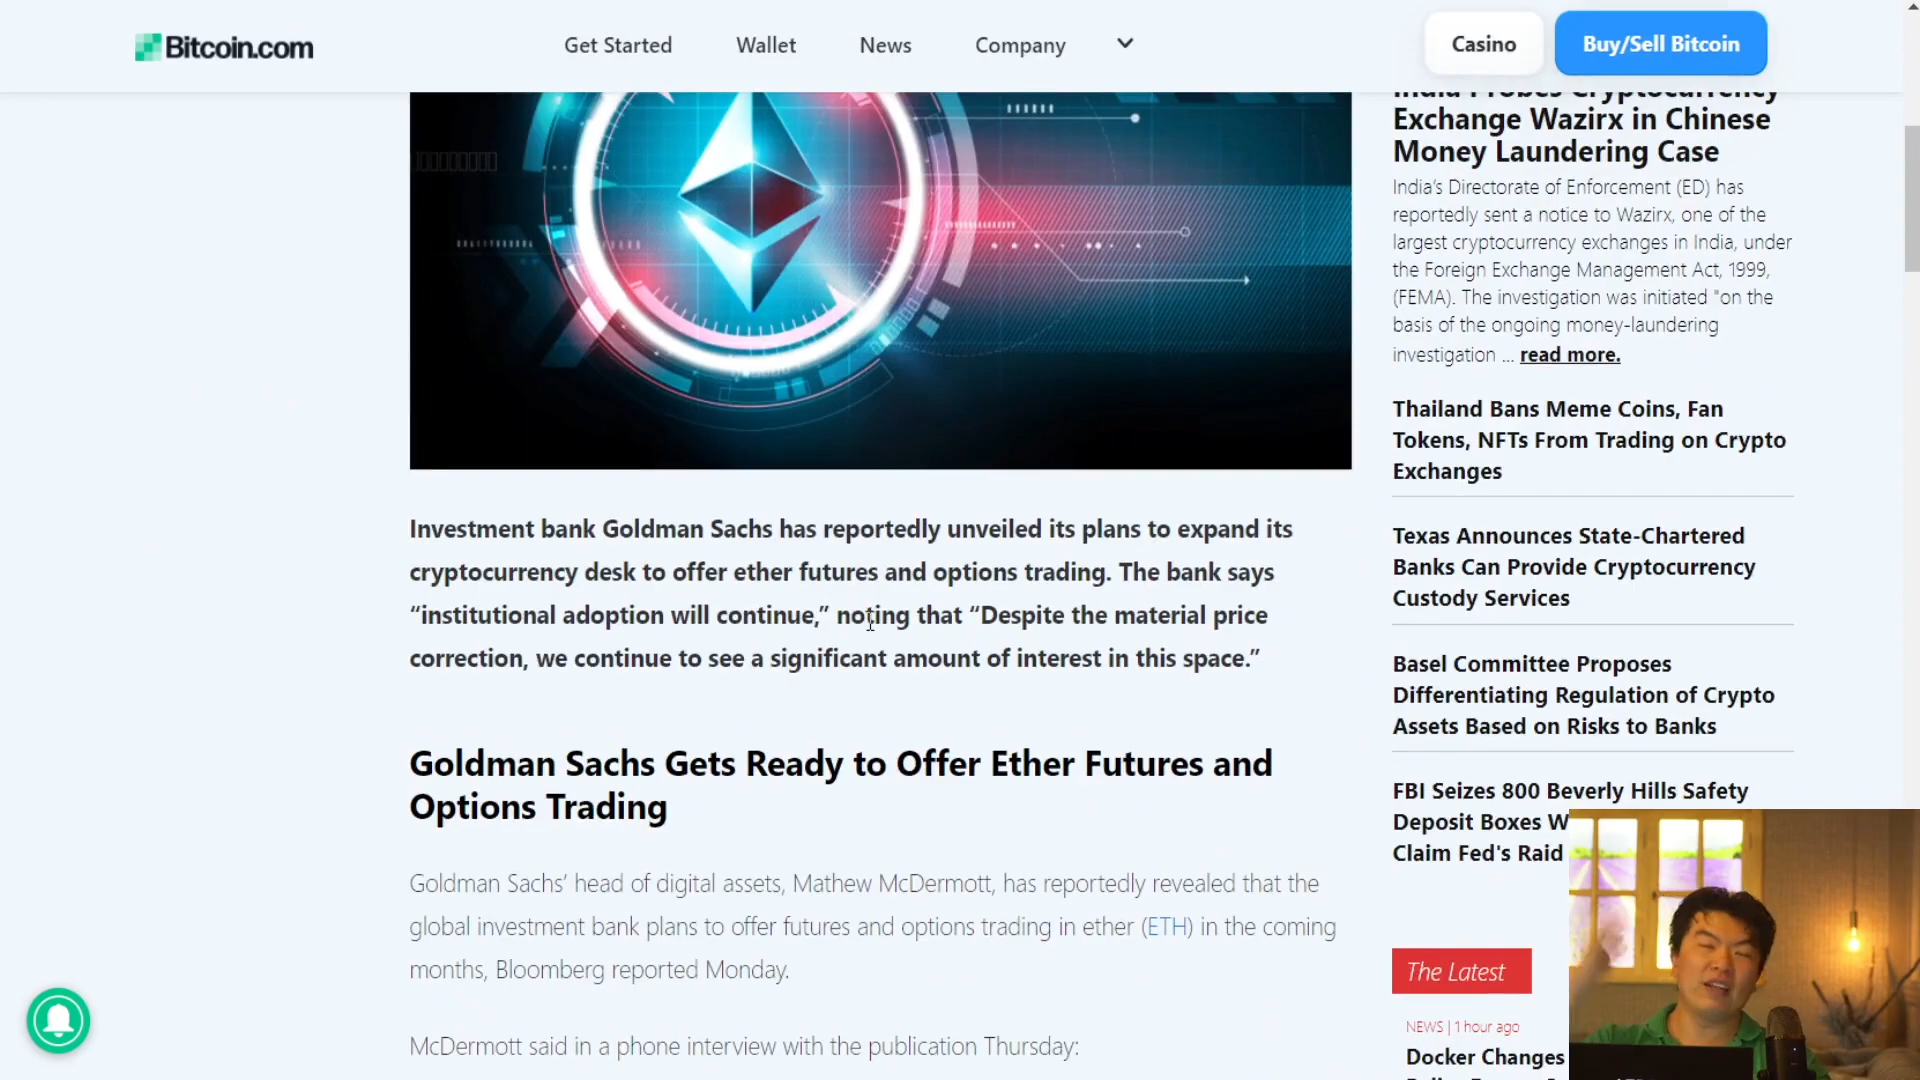 Bitcoin.com
Get Started
Wallet
News
Company
Casino
Buy/Sell Bitcoin
Investment bank Goldman Sachs has reportedly unveiled its plans to expand its
cryptocurrency desk to offer ether futures and options trading. The bank says
“institutional adoption will continue,” noting that “Despite the material price
correction, we continue to see a significant amount of interest in this space.”
Goldman Sachs Gets Ready to Offer Ether Futures and
Options Trading
Goldman Sachs’ head of digital assets, Mathew McDermott, has reportedly revealed that the
global investment bank plans to offer futures and options trading in ether (ETH) in the coming
months, Bloomberg reported Monday.
McDermott said in a phone interview with the publication Thursday:
India Probes Cryptocurrency
Exchange Wazirx in Chinese
Money Laundering Case
India’s Directorate of Enforcement (ED) has
reportedly sent a notice to Wazirx, one of the
largest cryptocurrency exchanges in India, under
the Foreign Exchange Management Act, 1999,
(FEMA). The investigation was initiated "on the
basis of the ongoing money-laundering
investigation ... read more.
Thailand Bans Meme Coins, Fan
Tokens, NFTs From Trading on Crypto
Exchanges
Texas Announces State-Chartered
Banks Can Provide Cryptocurrency
Custody Services
Basel Committee Proposes
Differentiating Regulation of Crypto
Assets Based on Risks to Banks
FBI Seizes 800 Beverly Hills Safety
Deposit Boxes W
Claim Fed's Raid
The Latest
NEWS | 1 hour ago
Docker Changes